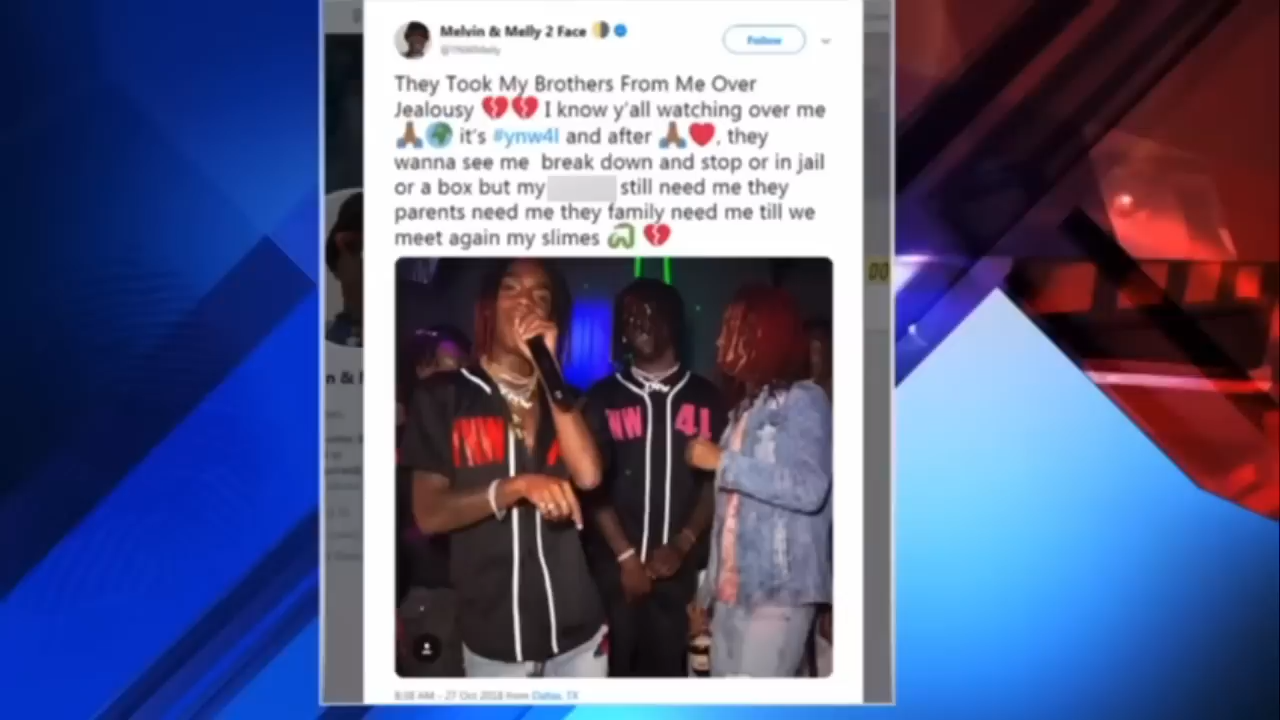 Melvin & Melly 2 Face
Follow
They Took My Brothers From Me Over
Jealousy 💔💔 I know y'all watching over me
🙏🏾🌍 it's #ynw4l and after 🙏🏾❤️, they
wanna see me break down and stop or in jail
or a box but my still need me they
parents need me they family need me till we
meet again my slimes 🐍 💔
YNW
NW 4L
8:08 AM - 27 Oct 2018 from Dallas, TX
n &